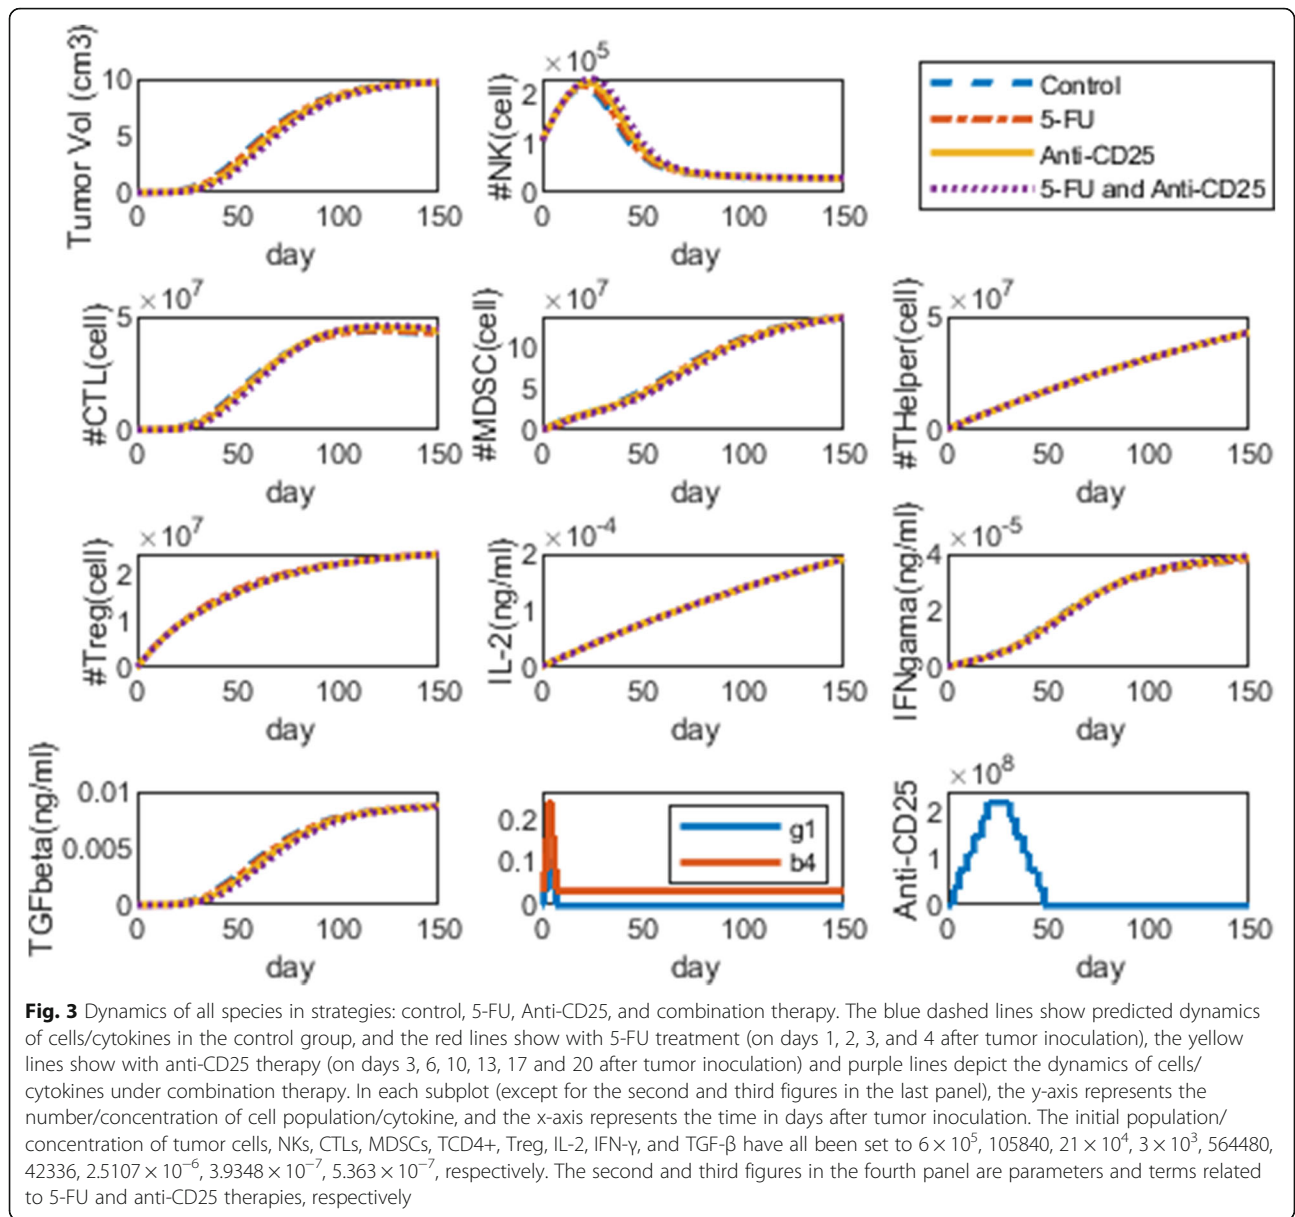 Tumor Vol (cm3)
10
5
0
0 50 100 150
day
×10^5
#NK(cell)
2
1
0
0 50 100 150
day
Control
5-FU
Anti-CD25
5-FU and Anti-CD25
×10^7
#CTL(cell)
5
0
0 50 100 150
day
×10^7
#MDSC(cell)
10
5
0
0 50 100 150
day
×10^7
#THelper(cell)
5
0
0 50 100 150
day
×10^7
#Treg(cell)
2
1
0
0 50 100 150
day
×10^-4
IL-2(ng/ml)
2
1
0
0 50 100 150
day
×10^-5
IFNgama(ng/ml)
4
2
0
0 50 100 150
day
TGFbeta(ng/ml)
0.01
0.005
0
0 50 100 150
day
0.2
0.1
0
g1
b4
0 50 100 150
day
×10^8
Anti-CD25
2
1
0
0 50 100 150
day
Fig. 3 Dynamics of all species in strategies: control, 5-FU, Anti-CD25, and combination therapy. The blue dashed lines show predicted dynamics
of cells/cytokines in the control group, and the red lines show with 5-FU treatment (on days 1, 2, 3, and 4 after tumor inoculation), the yellow
lines show with anti-CD25 therapy (on days 3, 6, 10, 13, 17 and 20 after tumor inoculation) and purple lines depict the dynamics of cells/
cytokines under combination therapy. In each subplot (except for the second and third figures in the last panel), the y-axis represents the
number/concentration of cell population/cytokine, and the x-axis represents the time in days after tumor inoculation. The initial population/
concentration of tumor cells, NKs, CTLs, MDSCs, TCD4+, Treg, IL-2, IFN-γ, and TGF-β have all been set to 6 × 10⁵, 105840, 21 × 10⁴, 3 × 10³, 564480,
42336, 2.5107 × 10⁻⁶, 3.9348 × 10⁻⁷, 5.363 × 10⁻⁷, respectively. The second and third figures in the fourth panel are parameters and terms related
to 5-FU and anti-CD25 therapies, respectively